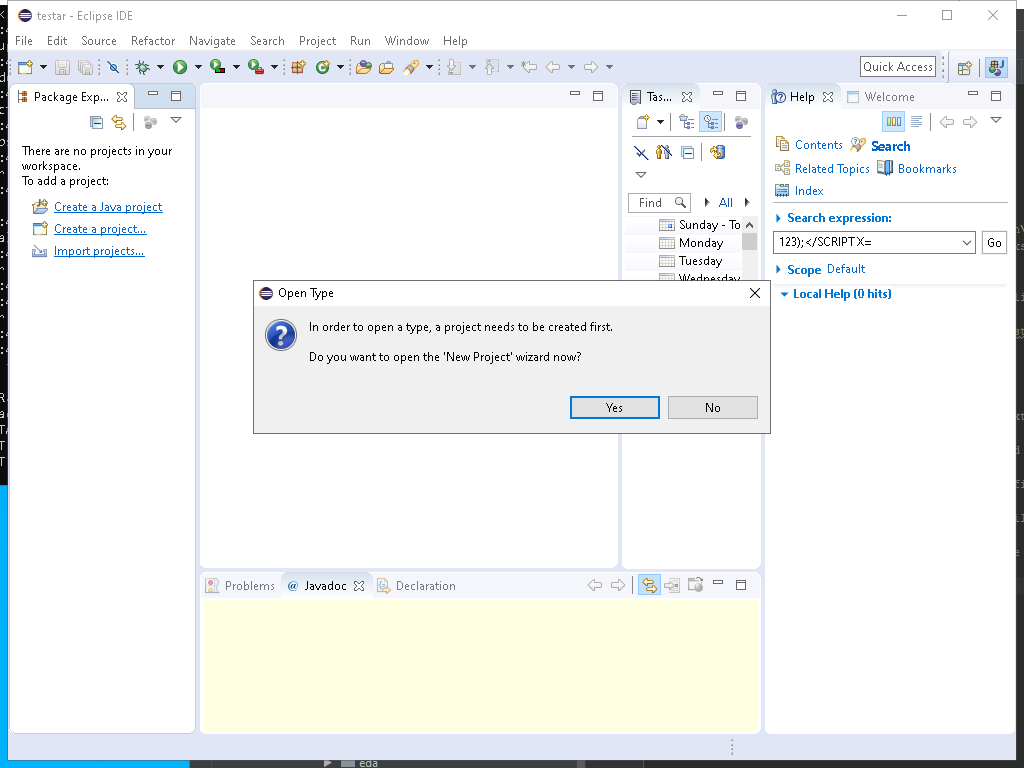 testar - Eclipse IDE
File Edit Source Refactor Navigate Search Project Run Window Help
Quick Access
Package Exp...
There are no projects in your
workspace.
To add a project:
Create a Java project
Create a project...
Import projects...
Tas...
Find
All
Sunday - To
Monday
Tuesday
Wednesday
Help
Welcome
Contents
Search
Related Topics
Bookmarks
Index
Search expression:
123);</SCRIPTX=
Go
Scope Default
Local Help (0 hits)
Open Type
In order to open a type, a project needs to be created first.
Do you want to open the 'New Project' wizard now?
Yes
No
Problems
@ Javadoc
Declaration
eda